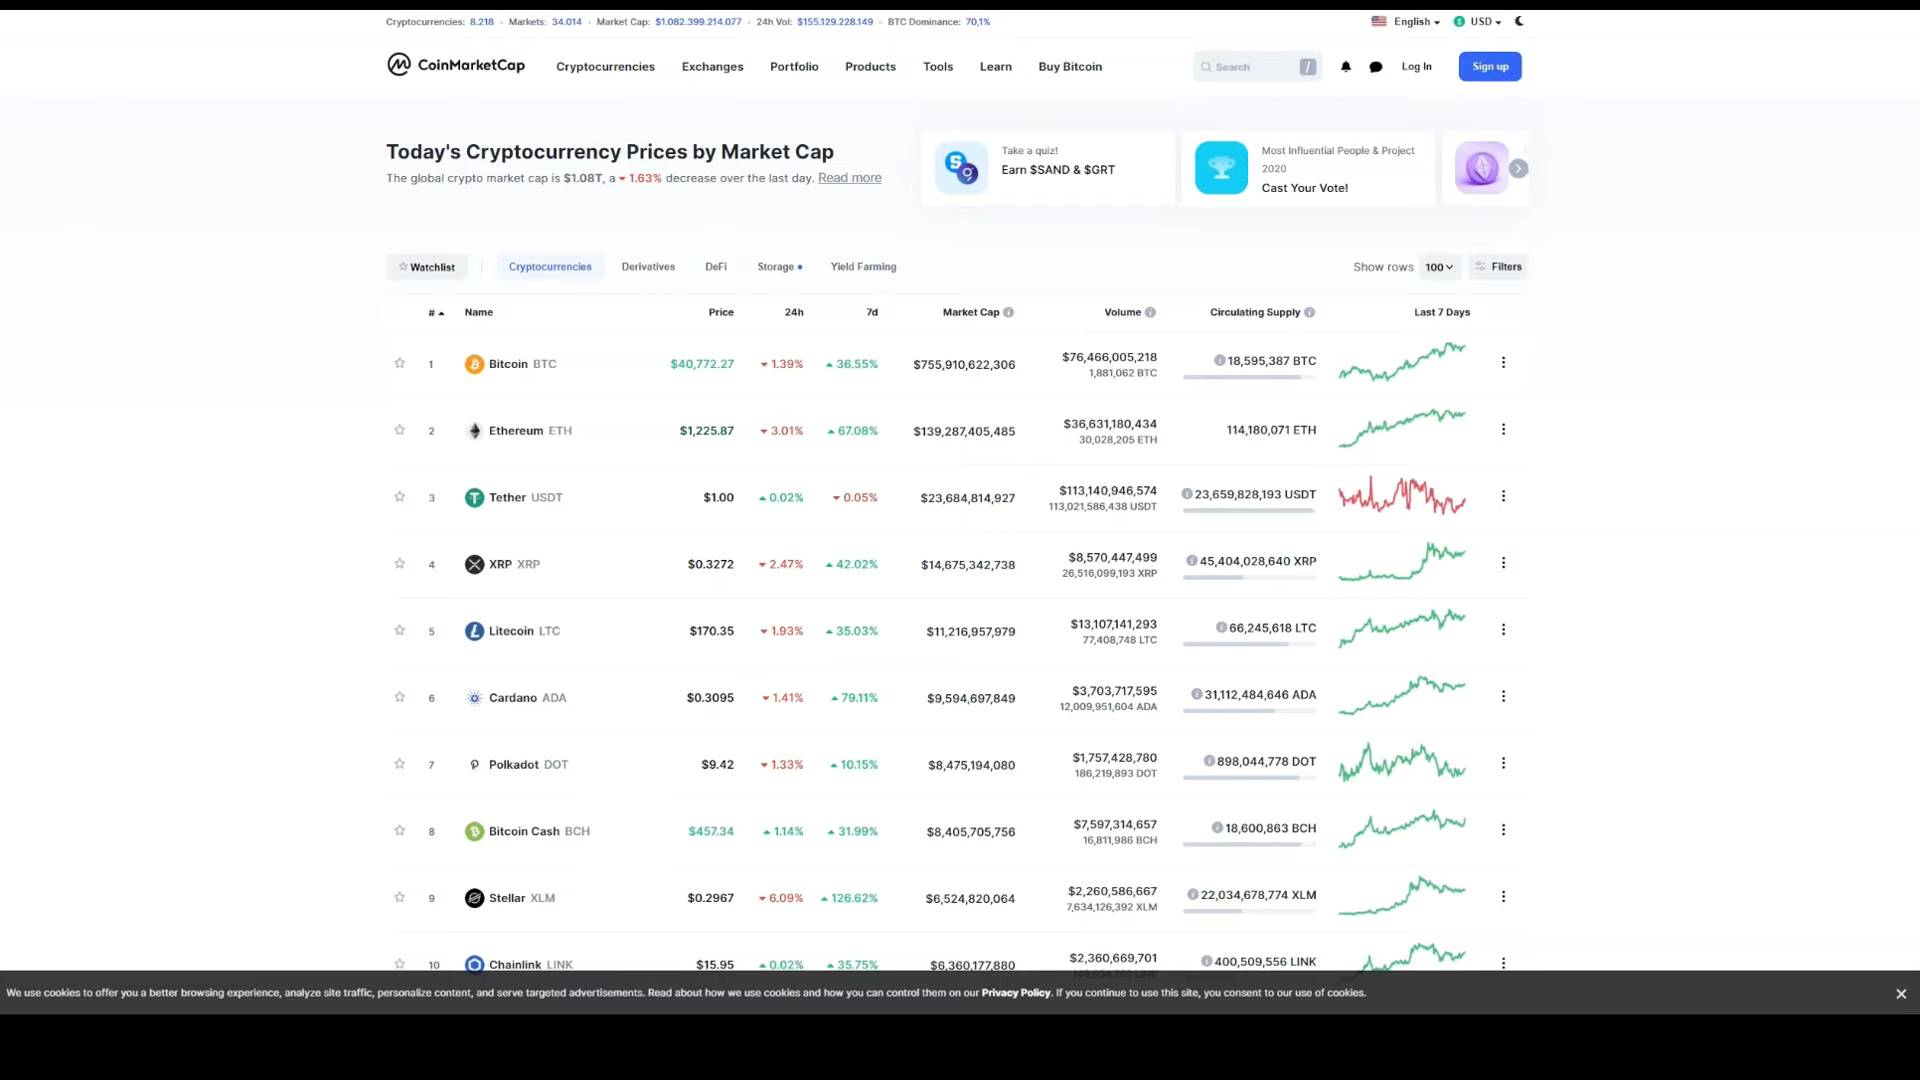 Cryptocurrencies: 8.218 • Markets: 34.014 • Market Cap: $1.082.399.214.077 • 24h Vol: $155.129.228.149 • BTC Dominance: 70,1% English USD
CoinMarketCap Cryptocurrencies Exchanges Portfolio Products Tools Learn Buy Bitcoin Search / Log In Sign up
Today's Cryptocurrency Prices by Market Cap
The global crypto market cap is $1.08T, a 1.63% decrease over the last day. Read more
Take a quiz!
Earn $SAND & $GRT
Most Influential People & Project
2020
Cast Your Vote!
Watchlist Cryptocurrencies Derivatives DeFi Storage Yield Farming Show rows 100 Filters
# Name Price 24h 7d Market Cap Volume Circulating Supply Last 7 Days
1 Bitcoin BTC $40,772.27 1.39% 36.55% $755,910,622,306 $76,466,005,218 18,595,387 BTC
1,881,062 BTC
2 Ethereum ETH $1,225.87 3.01% 67.08% $139,287,405,485 $36,631,180,434 114,180,071 ETH
30,028,205 ETH
3 Tether USDT $1.00 0.02% 0.05% $23,684,814,927 $113,140,946,574 23,659,828,193 USDT
113,021,586,438 USDT
4 XRP XRP $0.3272 2.47% 42.02% $14,675,342,738 $8,570,447,499 45,404,028,640 XRP
26,516,099,193 XRP
5 Litecoin LTC $170.35 1.93% 35.03% $11,216,957,979 $13,107,141,293 66,245,618 LTC
77,408,748 LTC
6 Cardano ADA $0.3095 1.41% 79.11% $9,594,697,849 $3,703,717,595 31,112,484,646 ADA
12,009,951,604 ADA
7 Polkadot DOT $9.42 1.33% 10.15% $8,475,194,080 $1,757,428,780 898,044,778 DOT
186,219,893 DOT
8 Bitcoin Cash BCH $457.34 1.14% 31.99% $8,405,705,756 $7,597,314,657 18,600,863 BCH
16,811,986 BCH
9 Stellar XLM $0.2967 6.09% 126.62% $6,524,820,064 $2,260,586,667 22,034,678,774 XLM
7,634,126,392 XLM
10 Chainlink LINK $15.95 0.02% 35.75% $6,360,177,880 $2,360,669,701 400,509,556 LINK
We use cookies to offer you a better browsing experience, analyze site traffic, personalize content, and serve targeted advertisements. Read about how we use cookies and how you can control them on our Privacy Policy. If you continue to use this site, you consent to our use of cookies.